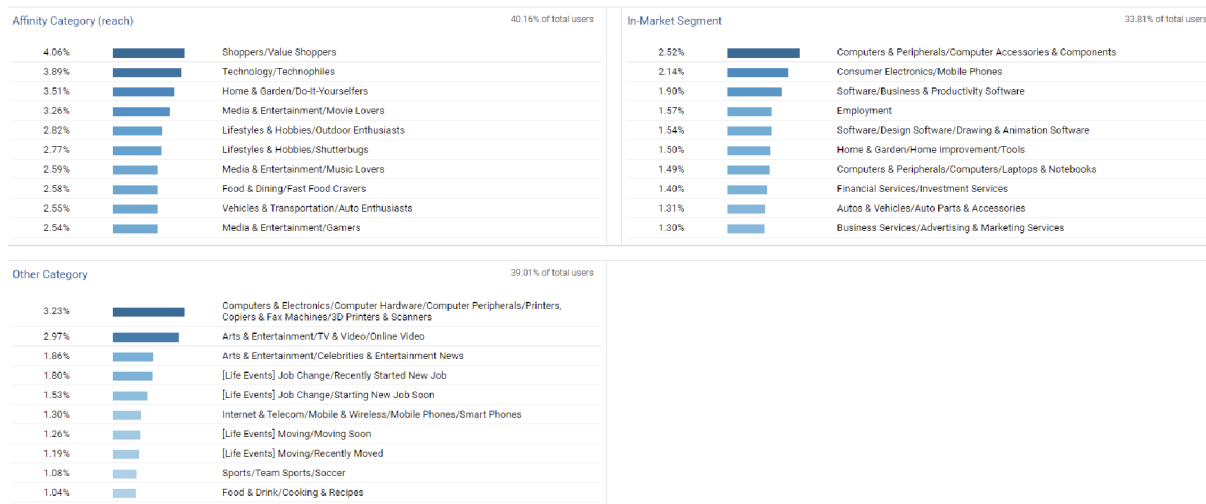 Affinity Category (reach) 40.16% of total users
4.06% Shoppers/Value Shoppers
3.89% Technology/Technophiles
3.51% Home & Garden/Do-It-Yourselfers
3.26% Media & Entertainment/Movie Lovers
2.82% Lifestyles & Hobbies/Outdoor Enthusiasts
2.77% Lifestyles & Hobbies/Shutterbugs
2.59% Media & Entertainment/Music Lovers
2.58% Food & Dining/Fast Food Cravers
2.55% Vehicles & Transportation/Auto Enthusiasts
2.54% Media & Entertainment/Gamers
In-Market Segment 33.81% of total users
2.52% Computers & Peripherals/Computer Accessories & Components
2.14% Consumer Electronics/Mobile Phones
1.90% Software/Business & Productivity Software
1.57% Employment
1.54% Software/Design Software/Drawing & Animation Software
1.50% Home & Garden/Home Improvement/Tools
1.49% Computers & Peripherals/Computers/Laptops & Notebooks
1.40% Financial Services/Investment Services
1.31% Autos & Vehicles/Auto Parts & Accessories
1.30% Business Services/Advertising & Marketing Services
Other Category 39.01% of total users
3.23% Computers & Electronics/Computer Hardware/Computer Peripherals/Printers,
Copiers & Fax Machines/3D Printers & Scanners
2.97% Arts & Entertainment/TV & Video/Online Video
1.86% Arts & Entertainment/Celebrities & Entertainment News
1.80% [Life Events] Job Change/Recently Started New Job
1.53% [Life Events] Job Change/Starting New Job Soon
1.30% Internet & Telecom/Mobile & Wireless/Mobile Phones/Smart Phones
1.26% [Life Events] Moving/Moving Soon
1.19% [Life Events] Moving/Recently Moved
1.08% Sports/Team Sports/Soccer
1.04% Food & Drink/Cooking & Recipes